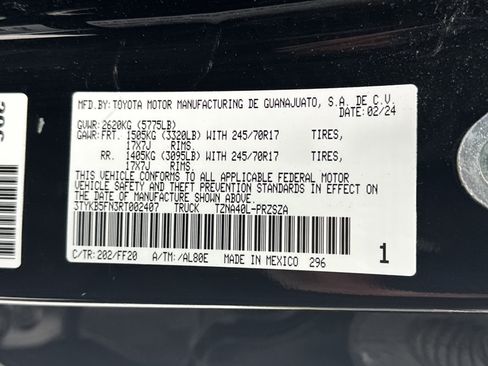 MFD.BY: TOYOTA MOTOR MANUFACTURING DE GUANAJUATO, S.A. DE C.V.
DATE: 02/24
GVWR: 2620KG (5775LB)
GAWR: FRT. 1505KG (3320LB) WITH 245/70R17 TIRES,
17X7J RIMS.
RR. 1405KG (3095LB) WITH 245/70R17 TIRES,
17X7J RIMS.
THIS VEHICLE CONFORMS TO ALL APPLICABLE FEDERAL MOTOR
VEHICLE SAFETY AND THEFT PREVENTION STANDARDS IN EFFECT ON THE
DATE OF MANUFACTURE SHOWN ABOVE.
3TYKB5FN3RT002407 TRUCK TZNA40L-PRZSZA
C/TR: 202/FF20 A/TM: /AL80E MADE IN MEXICO 296 1